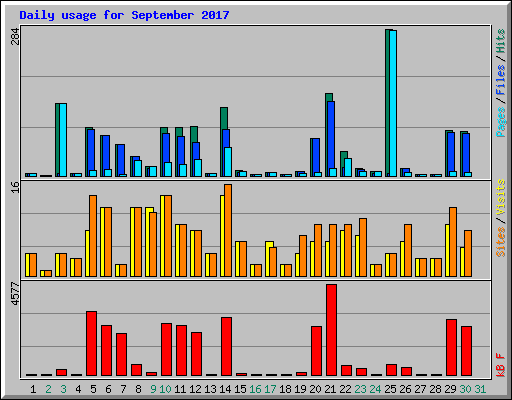 Daily usage for September 2017
284
Pages/Files/Hits
16
Sites/Visits
4577
kB F
1 2 3 4 5 6 7 8 9 10 11 12 13 14 15 16 17 18 19 20 21 22 23 24 25 26 27 28 29 30 31